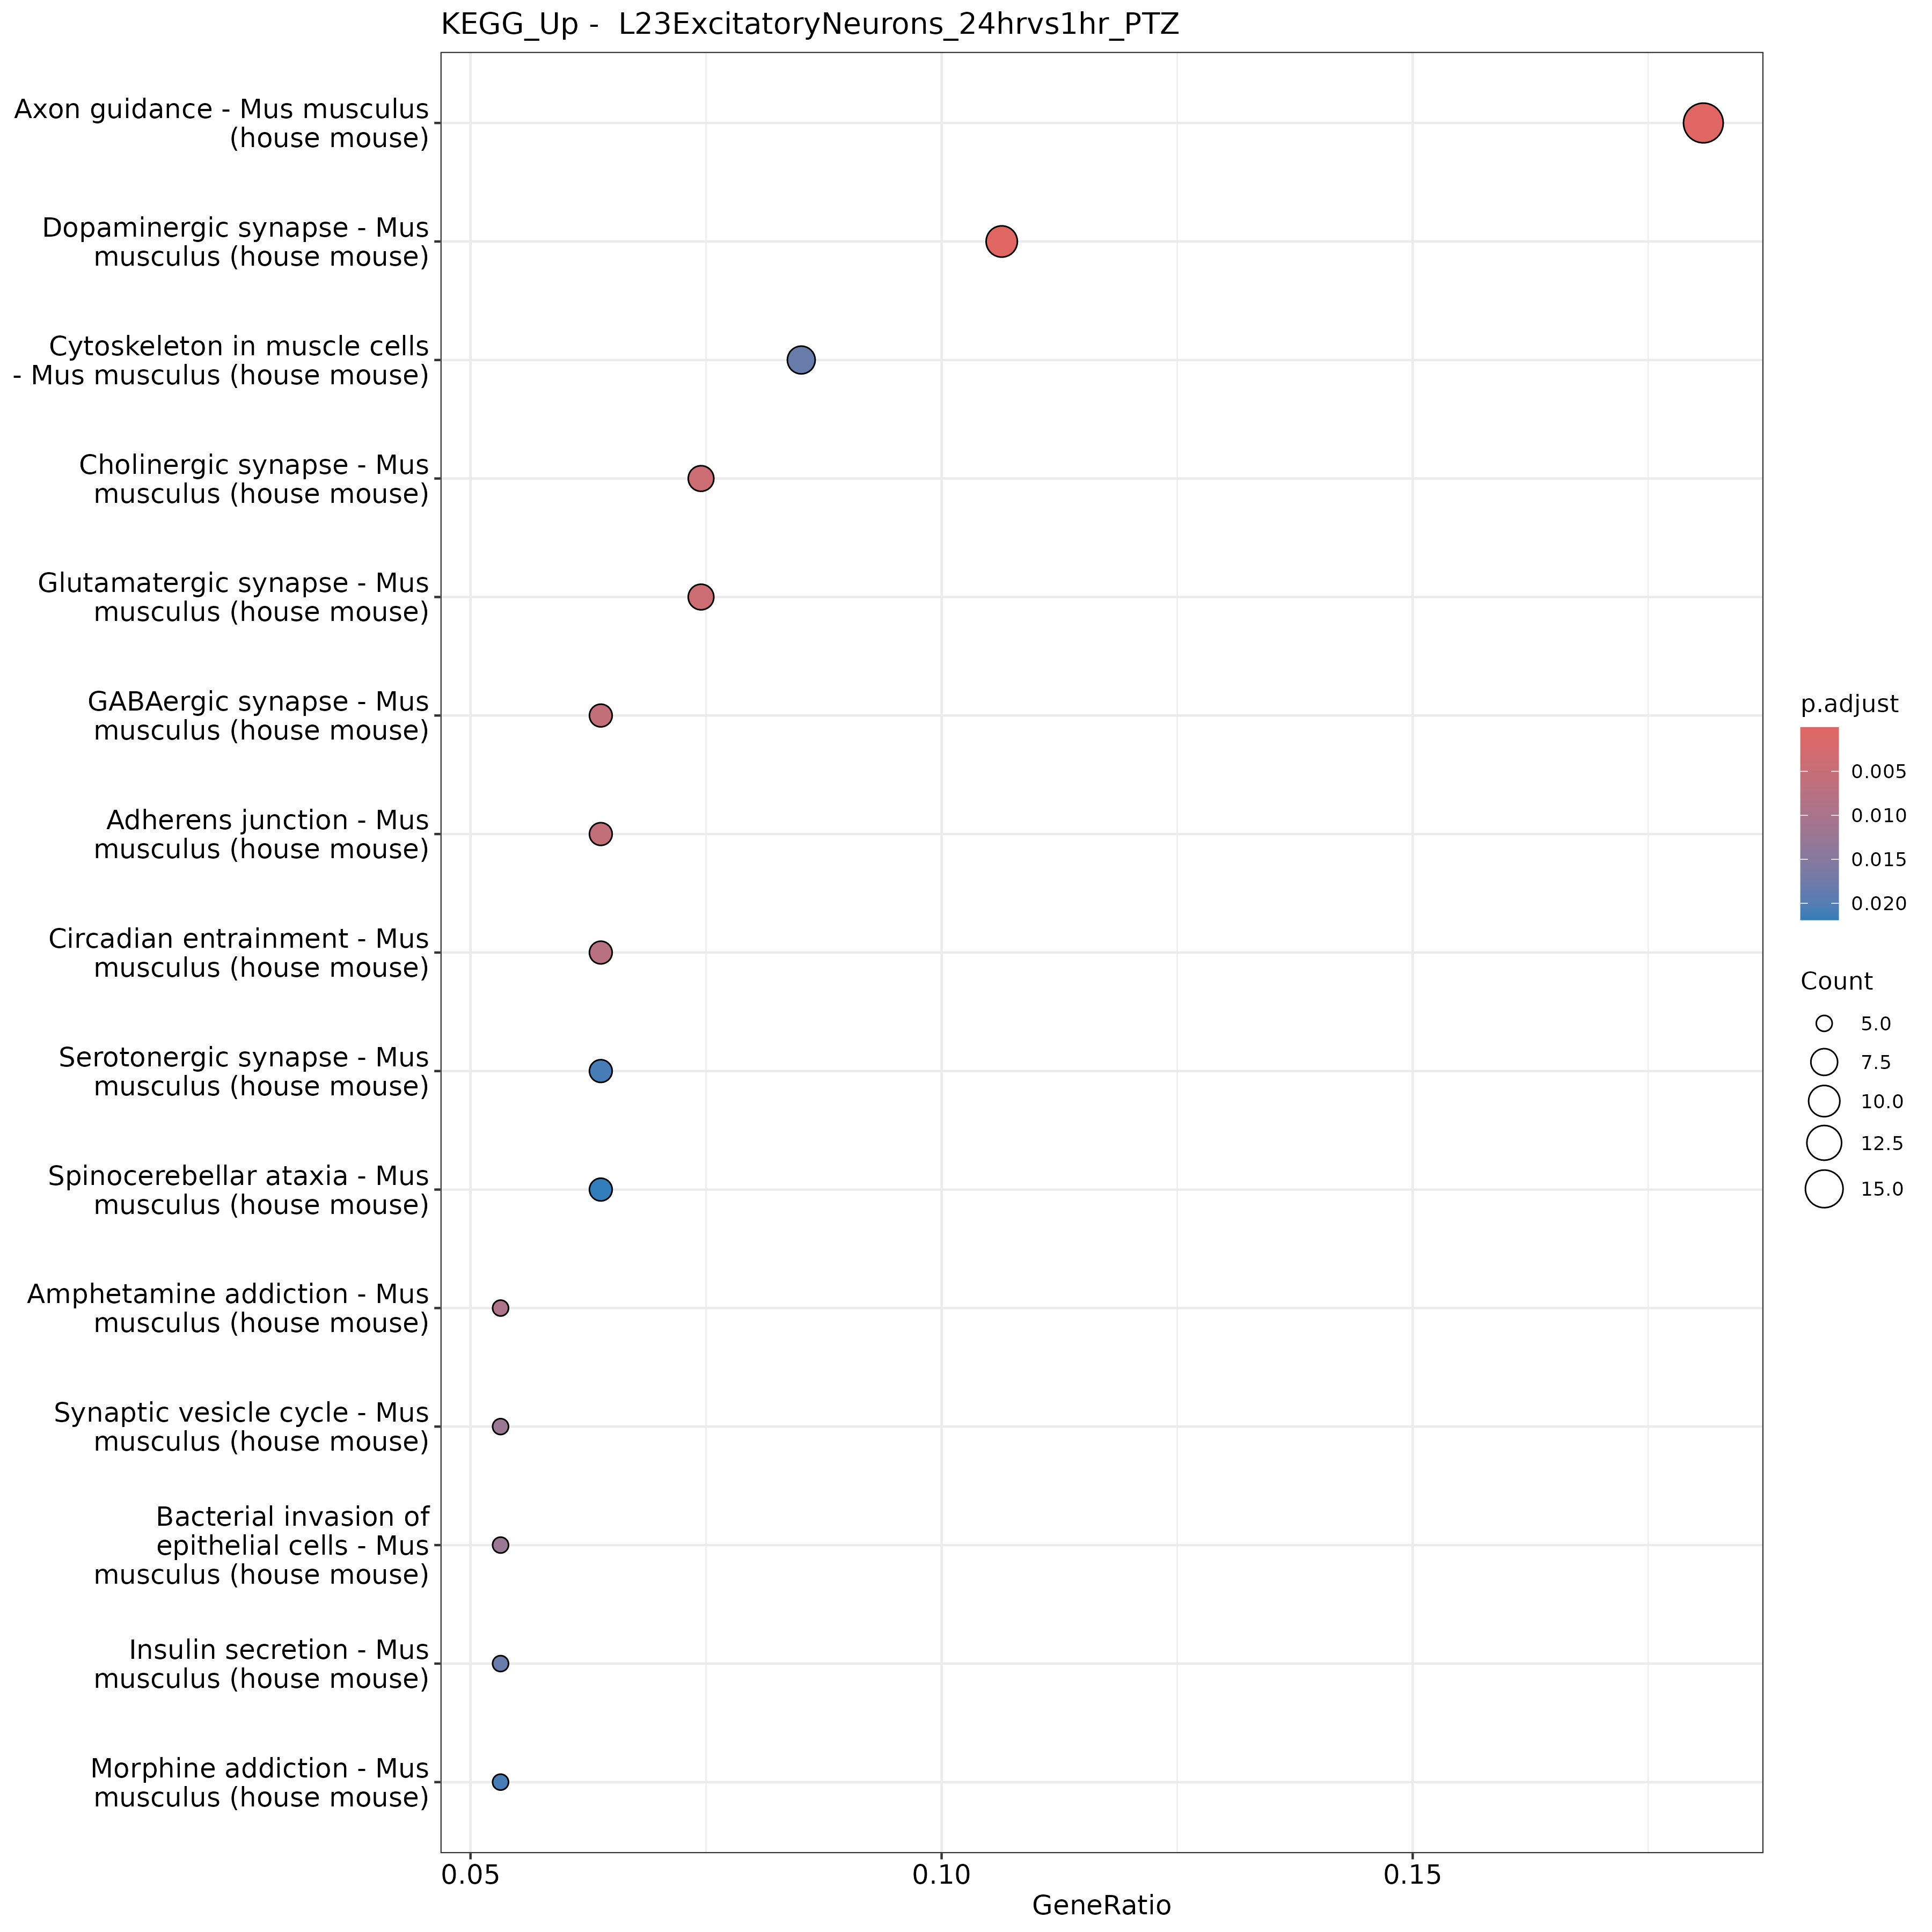 KEGG_Up -  L23ExcitatoryNeurons_24hrvs1hr_PTZ
Axon guidance - Mus musculus
(house mouse)
Dopaminergic synapse - Mus
musculus (house mouse)
Cytoskeleton in muscle cells
- Mus musculus (house mouse)
Cholinergic synapse - Mus
musculus (house mouse)
Glutamatergic synapse - Mus
musculus (house mouse)
GABAergic synapse - Mus
musculus (house mouse)
Adherens junction - Mus
musculus (house mouse)
Circadian entrainment - Mus
musculus (house mouse)
Serotonergic synapse - Mus
musculus (house mouse)
Spinocerebellar ataxia - Mus
musculus (house mouse)
Amphetamine addiction - Mus
musculus (house mouse)
Synaptic vesicle cycle - Mus
musculus (house mouse)
Bacterial invasion of
epithelial cells - Mus
musculus (house mouse)
Insulin secretion - Mus
musculus (house mouse)
Morphine addiction - Mus
musculus (house mouse)
0.05
0.10
0.15
GeneRatio
p.adjust
0.005
0.010
0.015
0.020
Count
5.0
7.5
10.0
12.5
15.0